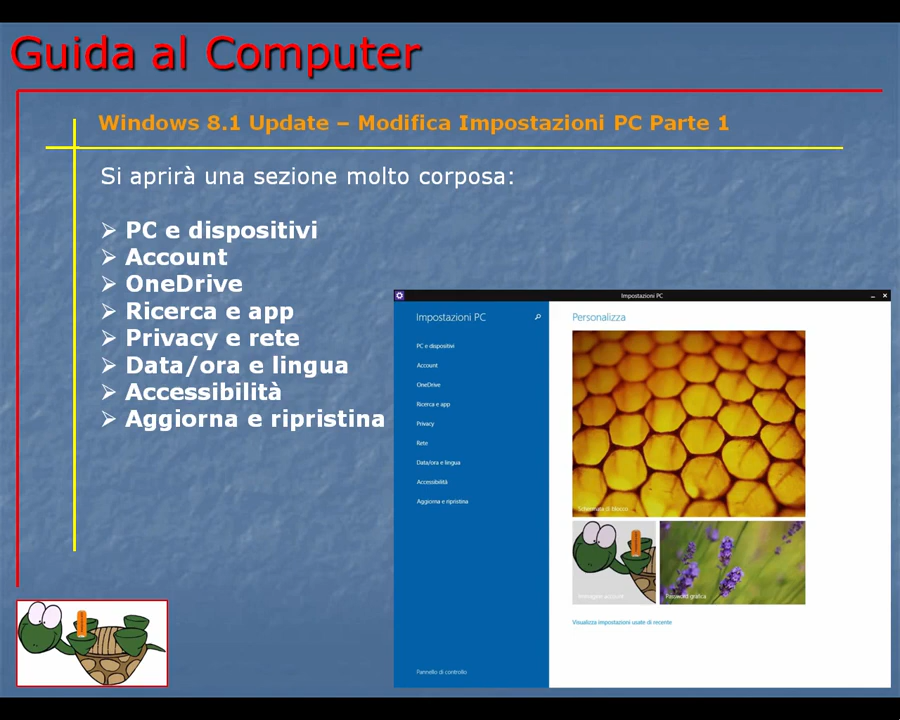 Guida al Computer
Windows 8.1 Update – Modifica Impostazioni PC Parte 1
Si aprirà una sezione molto corposa:
➢ PC e dispositivi
➢ Account
➢ OneDrive
➢ Ricerca e app
➢ Privacy e rete
➢ Data/ora e lingua
➢ Accessibilità
➢ Aggiorna e ripristina
Impostazioni PC
Impostazioni PC
PC e dispositivi
Account
OneDrive
Ricerca e app
Privacy
Rete
Data/ora e lingua
Accessibilità
Aggiorna e ripristina
Pannello di controllo
Personalizza
Schermata di blocco
Immagine account
Password grafica
Visualizza impostazioni usate di recente